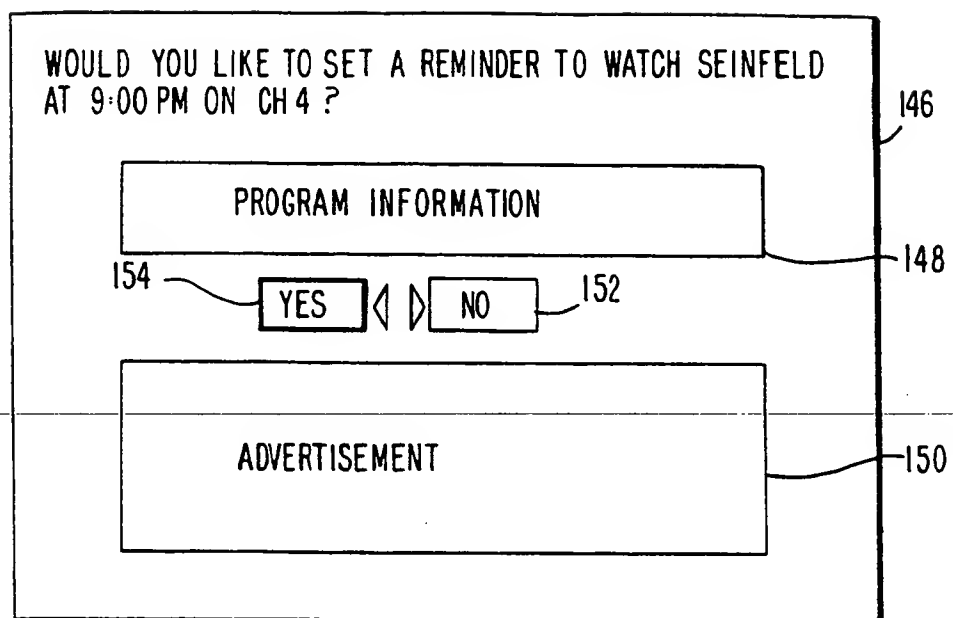 WOULD YOU LIKE TO SET A REMINDER TO WATCH SEINFELD
AT 9:00 PM ON CH 4 ?
146
PROGRAM INFORMATION
148
154
YES
NO
152
ADVERTISEMENT
150